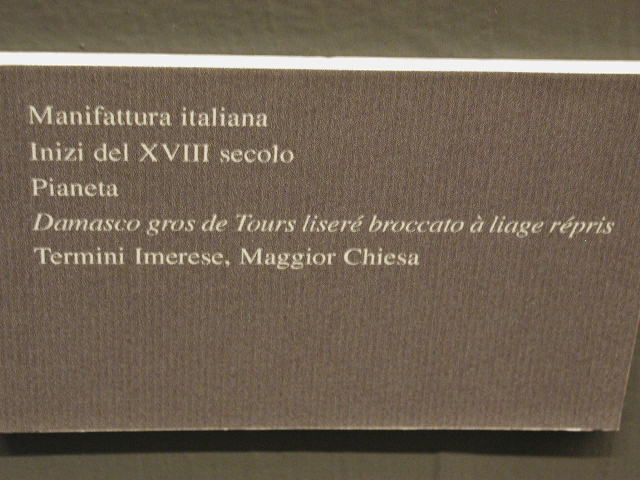 Manifattura italiana
Inizi del XVIII secolo
Pianeta
Damasco gros de Tours liseré broccato à liage répris
Termini Imerese, Maggior Chiesa